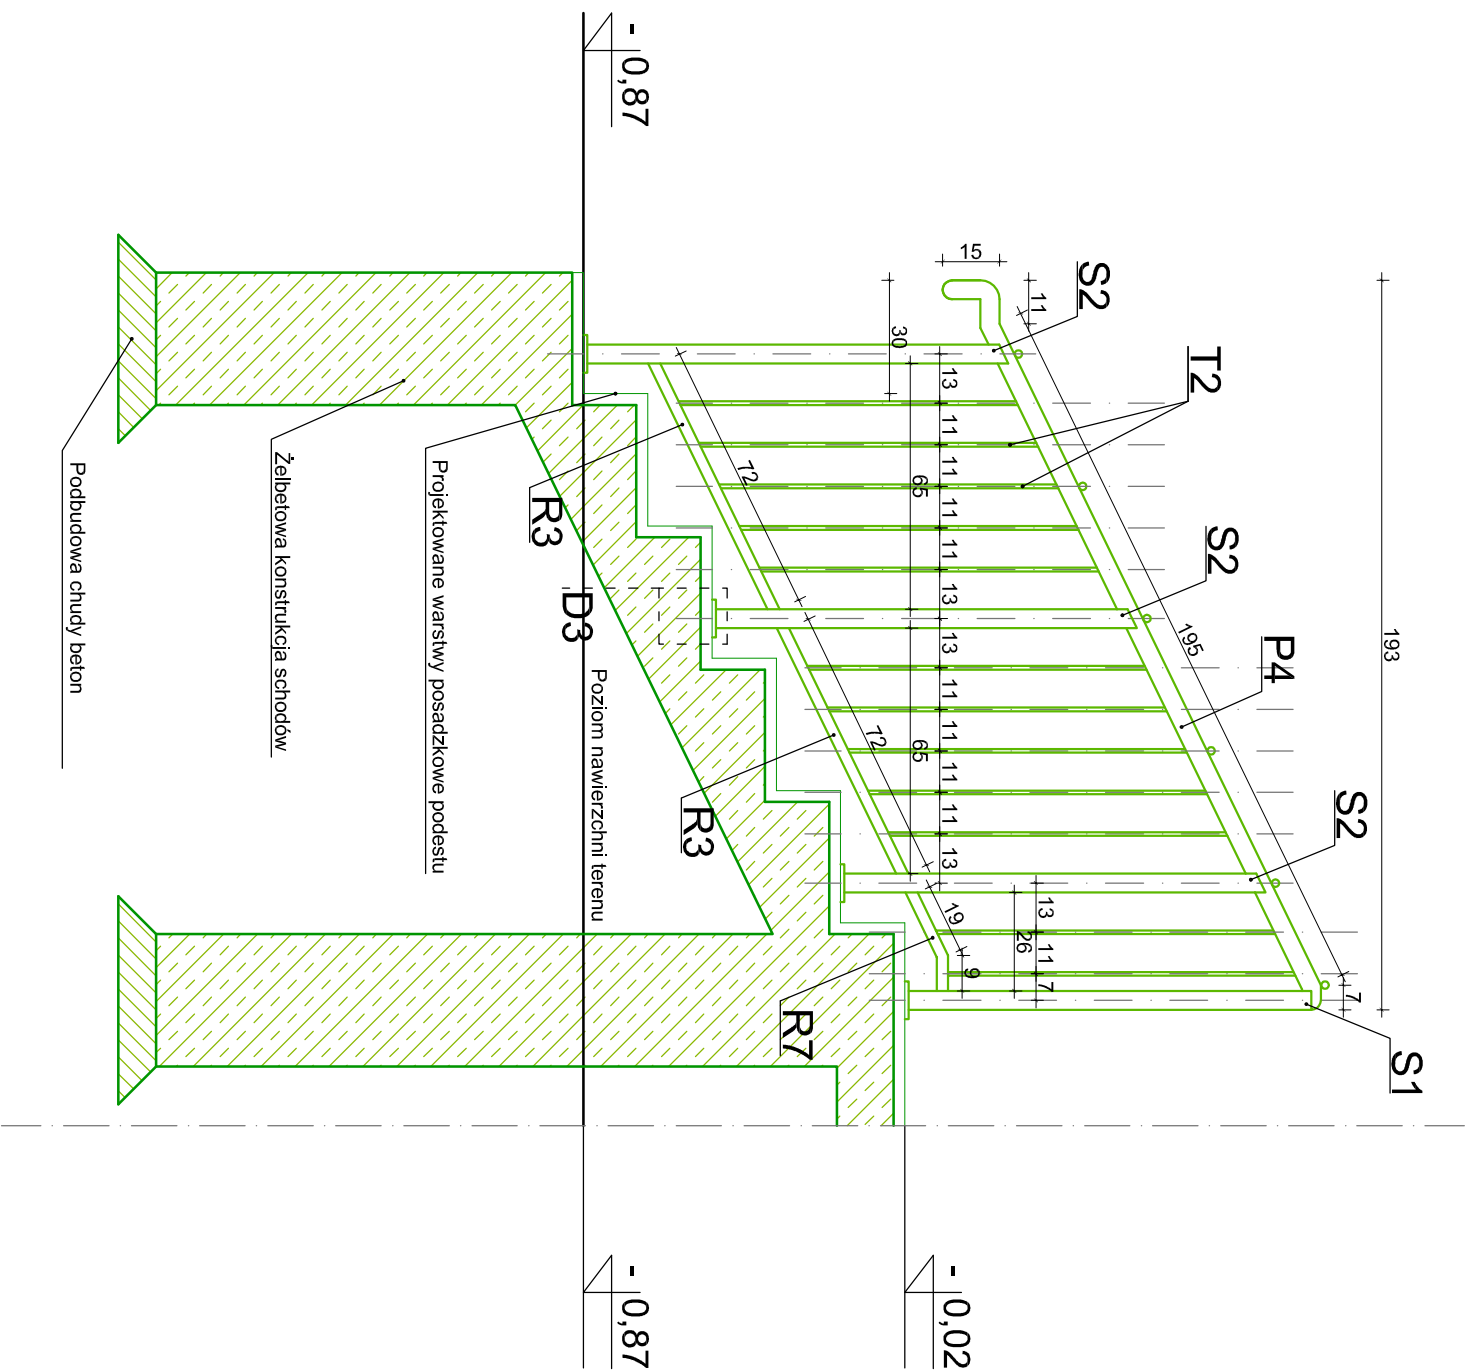 193
S1
7
S2
P4
195
S2
T2
S2
11
15
30
13
11
11
11
11
13
13
11
11
11
11
13
65
65
13
11
7
26
9
19
72
72
R3
R3
R7
D3
- 0,87
- 0,87
- 0,02
Poziom nawierzchni terenu
Projektowane warstwy posadzkowe podestu
Żelbetowa konstrukcja schodów
Podbudowa chudy beton